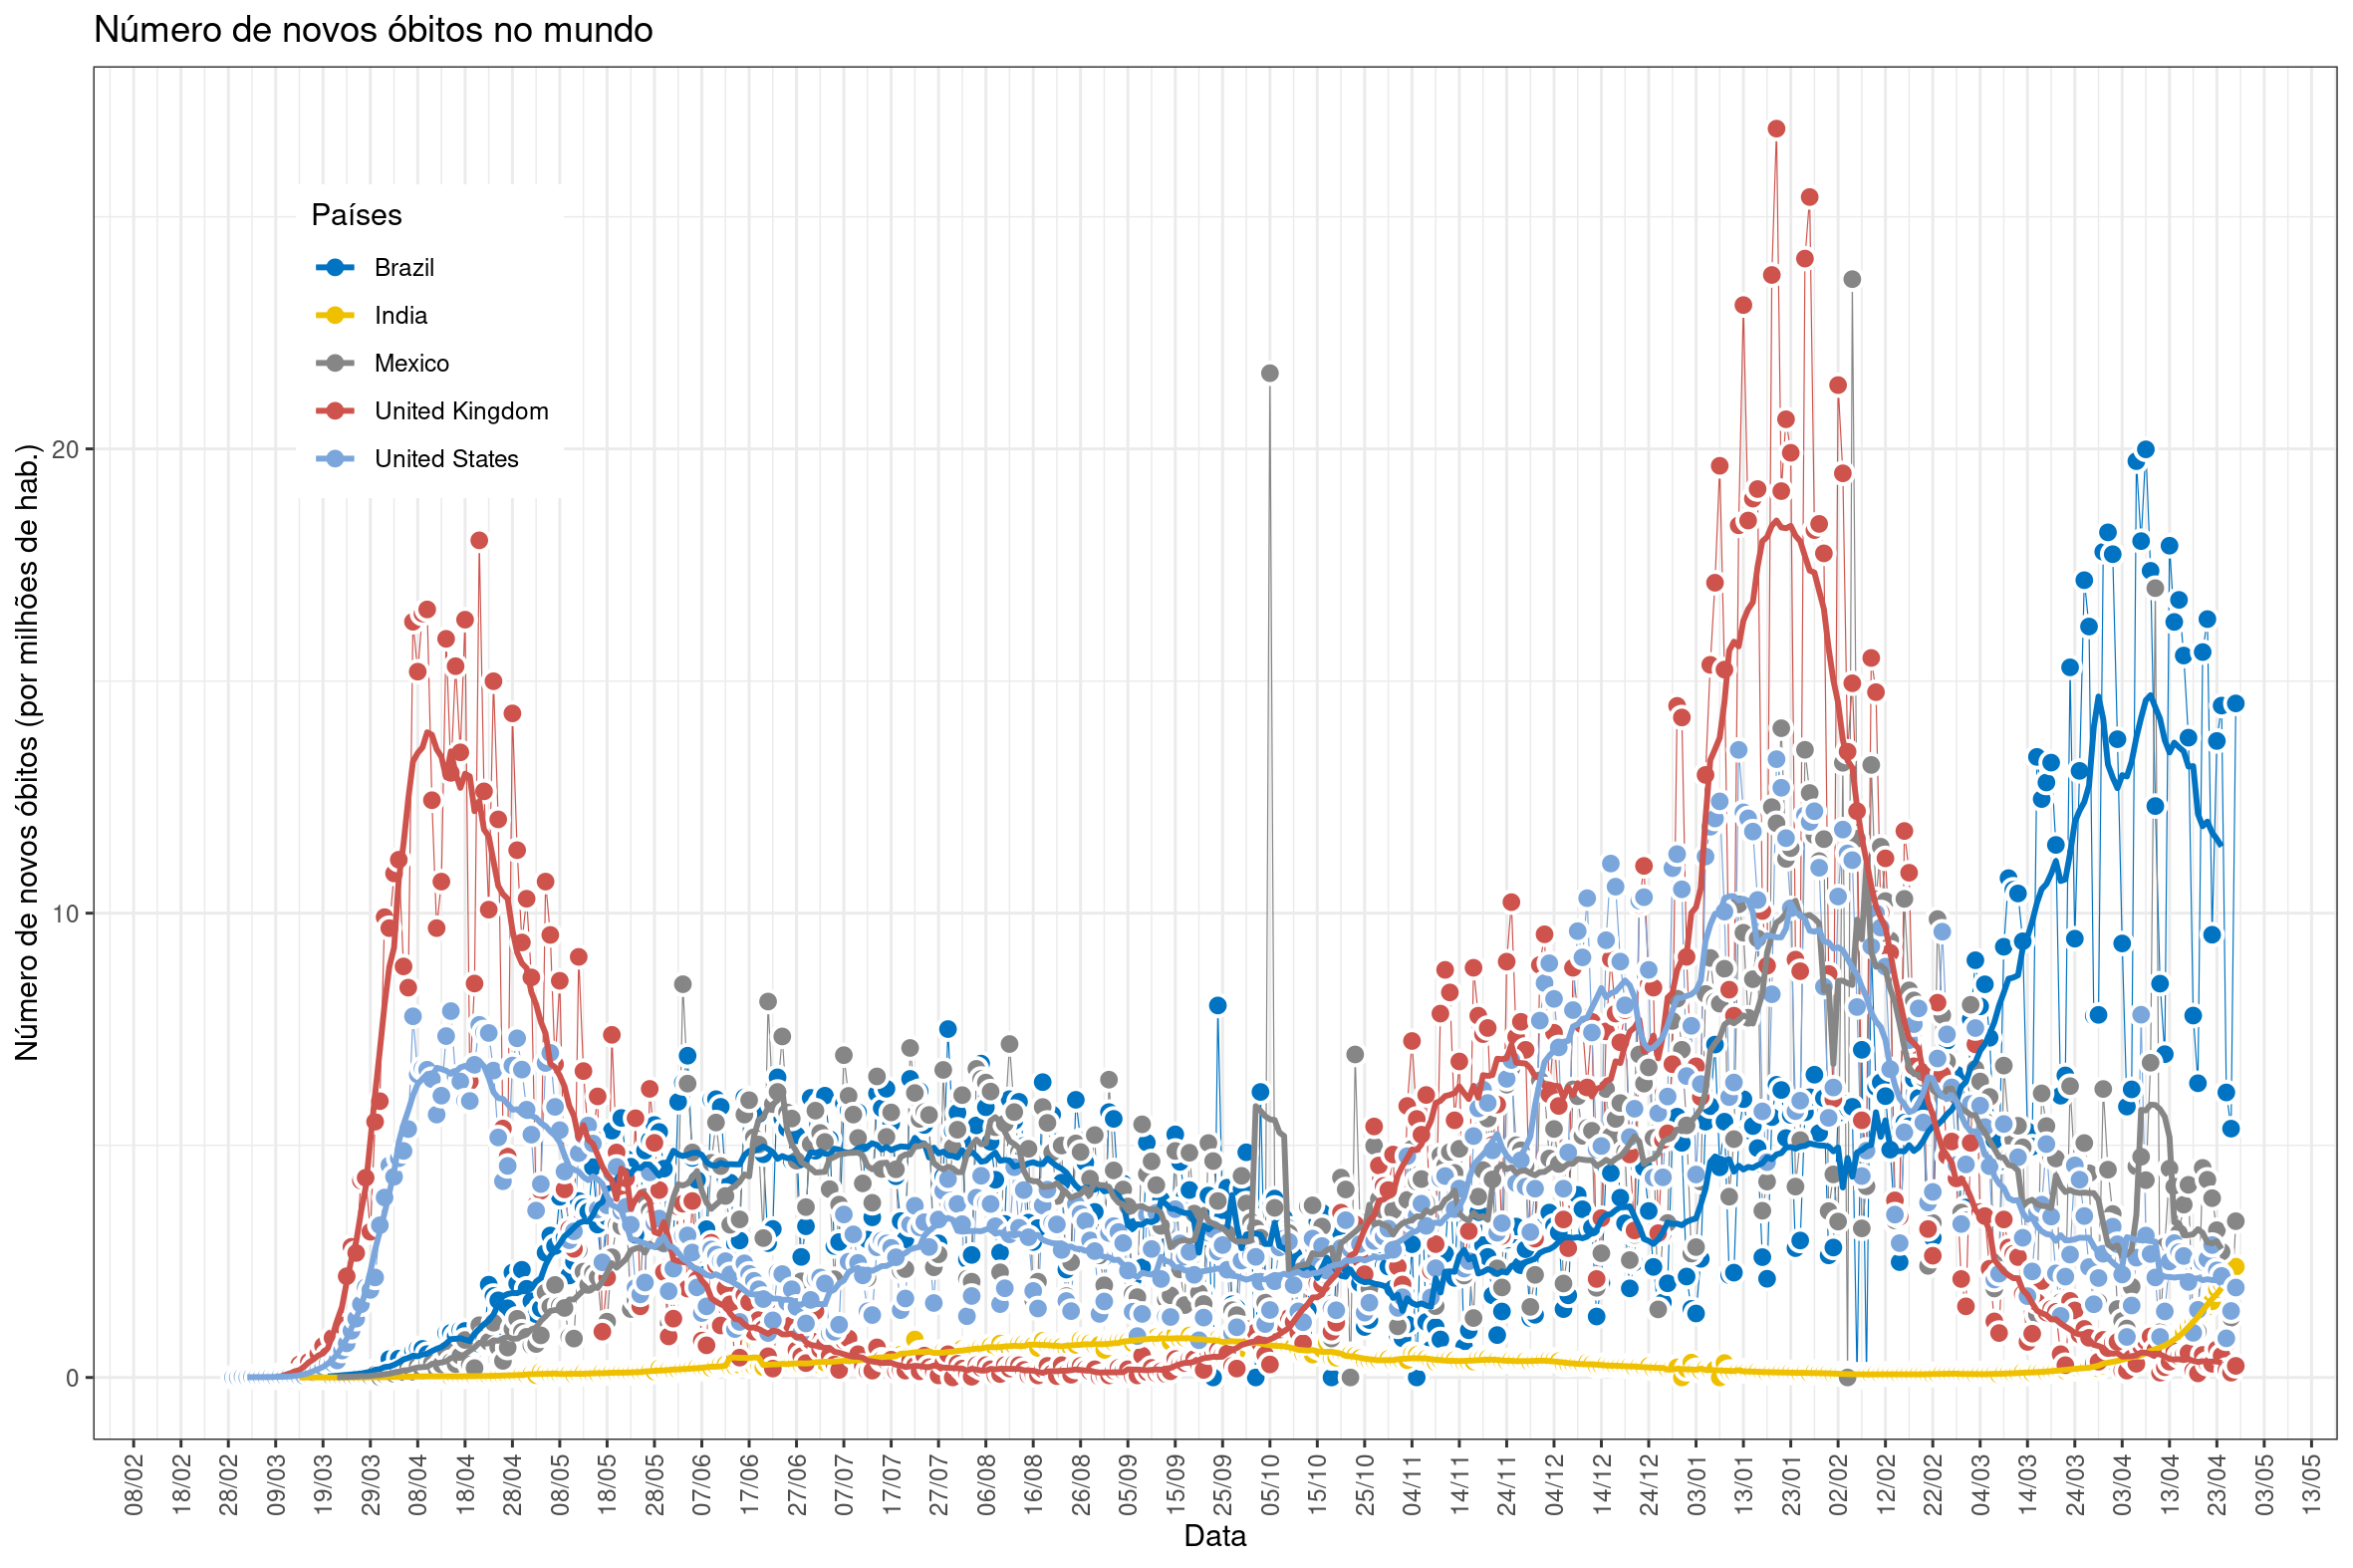 Número de novos óbitos no mundo
Número de novos óbitos (por milhões de hab.)
20
10
0
Países
Brazil
India
Mexico
United Kingdom
United States
08/02 18/02 28/02 09/03 19/03 29/03 08/04 18/04 28/04 08/05 18/05 28/05 07/06 17/06 27/06 07/07 17/07 27/07 06/08 16/08 26/08 05/09 15/09 25/09 05/10 15/10 25/10 04/11 14/11 24/11 04/12 14/12 24/12 03/01 13/01 23/01 02/02 12/02 22/02 04/03 14/03 24/03 03/04 13/04 23/04 03/05 13/05
Data